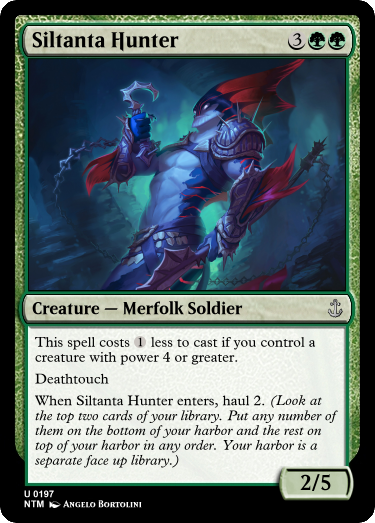 Siltanta Hunter 3
Creature — Merfolk Soldier
This spell costs 1 less to cast if you control a
creature with power 4 or greater.
Deathtouch
When Siltanta Hunter enters, haul 2. (Look at
the top two cards of your library. Put any number of
them on the bottom of your harbor and the rest on
top of your harbor in any order. Your harbor is a
separate face up library.)
2/5
U 0197
NTM Angelo Bortolini